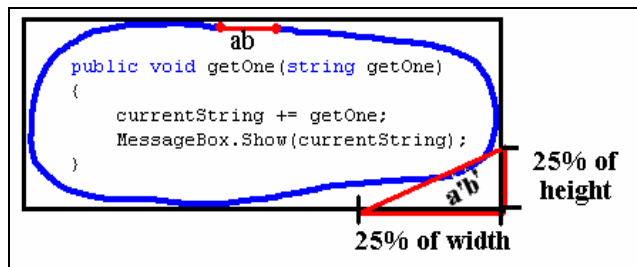 ab
public void getOne(string getOne)
{
currentString += getOne;
MessageBox.Show(currentString);
}
25% of
height
a'b'
25% of width